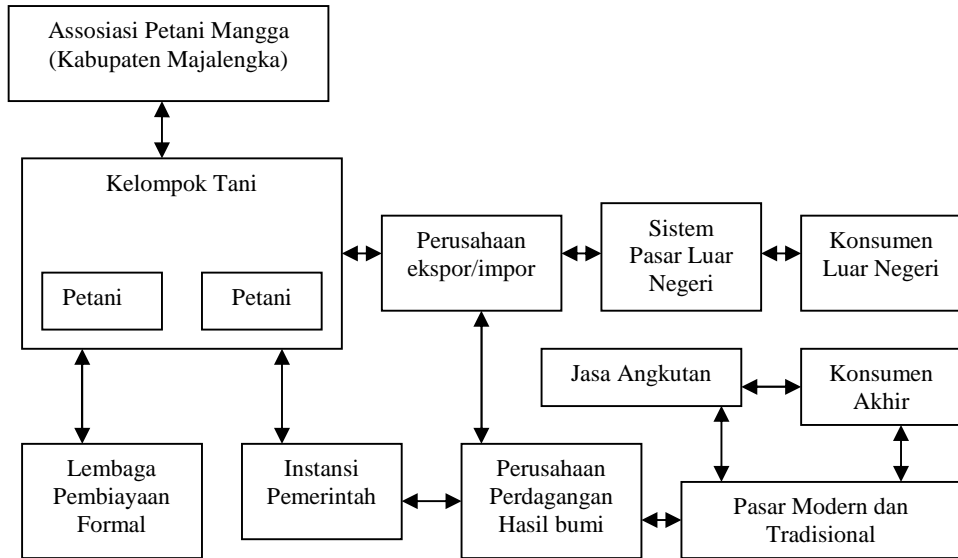 Assosiasi Petani Mangga
(Kabupaten Majalengka)
Kelompok Tani
Petani
Petani
Perusahaan
ekspor/impor
Sistem
Pasar Luar
Negeri
Konsumen
Luar Negeri
Jasa Angkutan
Konsumen
Akhir
Lembaga
Pembiayaan
Formal
Instansi
Pemerintah
Perusahaan
Perdagangan
Hasil bumi
Pasar Modern dan
Tradisional